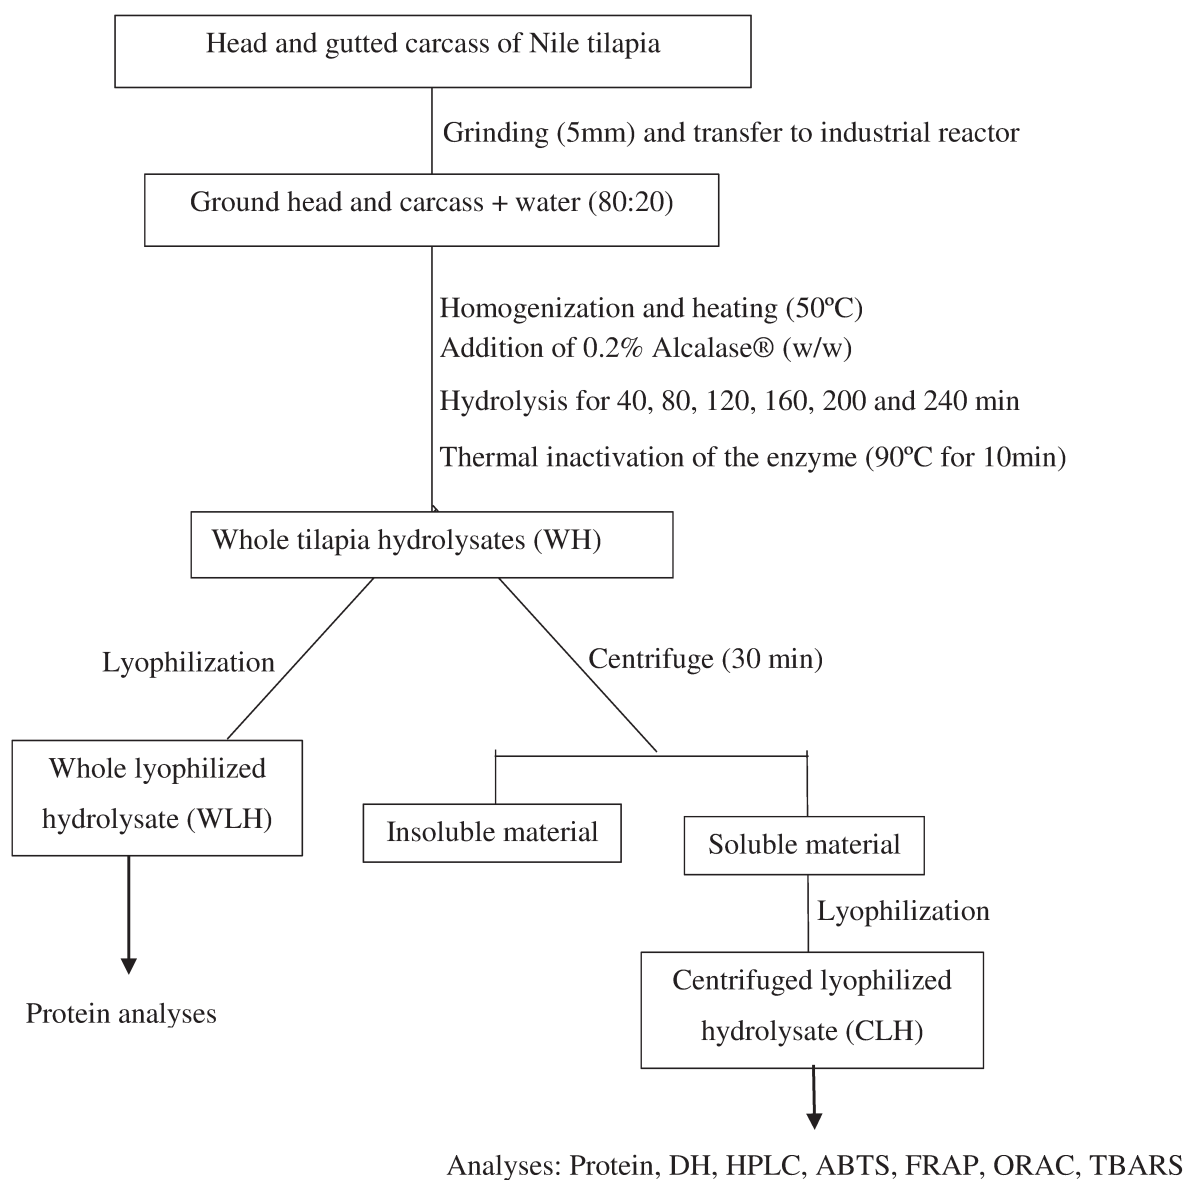 Head and gutted carcass of Nile tilapia
Grinding (5mm) and transfer to industrial reactor
Ground head and carcass + water (80:20)
Homogenization and heating (50ºC)
Addition of 0.2% Alcalase® (w/w)
Hydrolysis for 40, 80, 120, 160, 200 and 240 min
Thermal inactivation of the enzyme (90ºC for 10min)
Whole tilapia hydrolysates (WH)
Lyophilization
Centrifuge (30 min)
Whole lyophilized
hydrolysate (WLH)
Insoluble material
Soluble material
Lyophilization
Centrifuged lyophilized
hydrolysate (CLH)
Protein analyses
Analyses: Protein, DH, HPLC, ABTS, FRAP, ORAC, TBARS